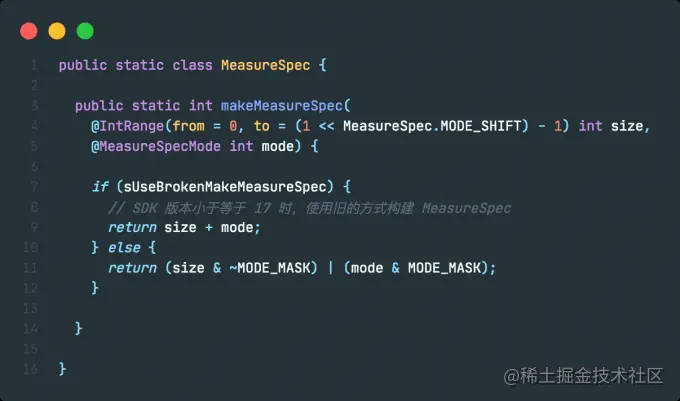 1 public static class MeasureSpec {
2
3 public static int makeMeasureSpec(
4 @IntRange(from = 0, to = (1 << MeasureSpec.MODE_SHIFT) - 1) int size,
5 @MeasureSpecMode int mode) {
6
7 if (sUseBrokenMakeMeasureSpec) {
8 // SDK 版本小于等于 17 时，使用旧的方式构建 MeasureSpec
9 return size + mode;
10 } else {
11 return (size & ~MODE_MASK) | (mode & MODE_MASK);
12 }
13
14 }
15
16 }
@稀土掘金技术社区